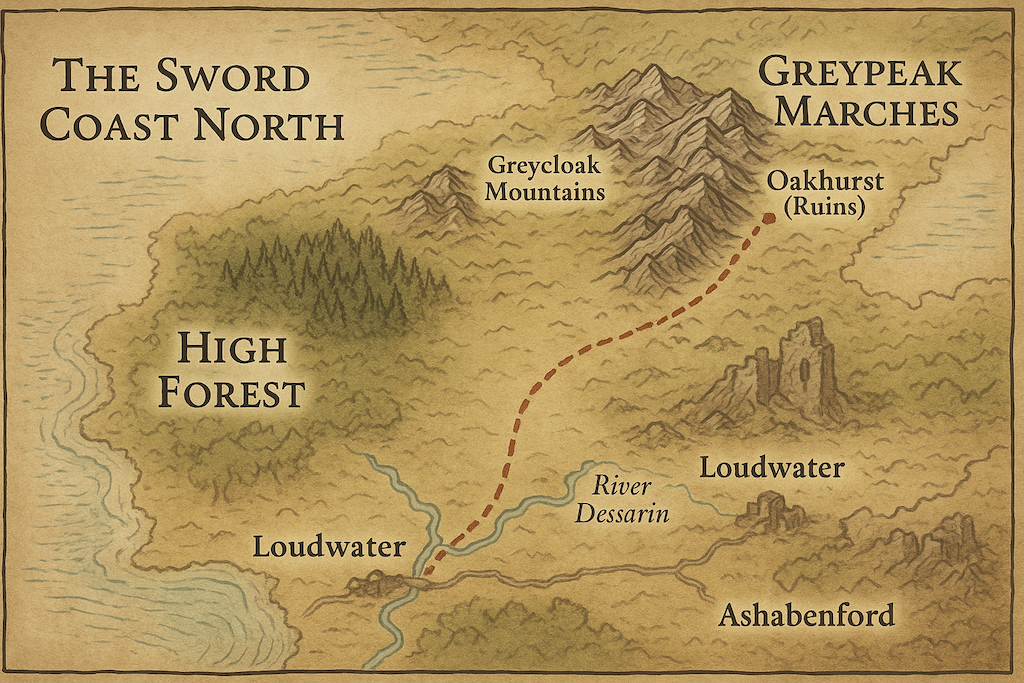 The Sword
Coast North
Greypeak
Marches
Greycloak
Mountains
Oakhurst
(Ruins)
High
Forest
Loudwater
River
Dessarin
Loudwater
Ashabenford